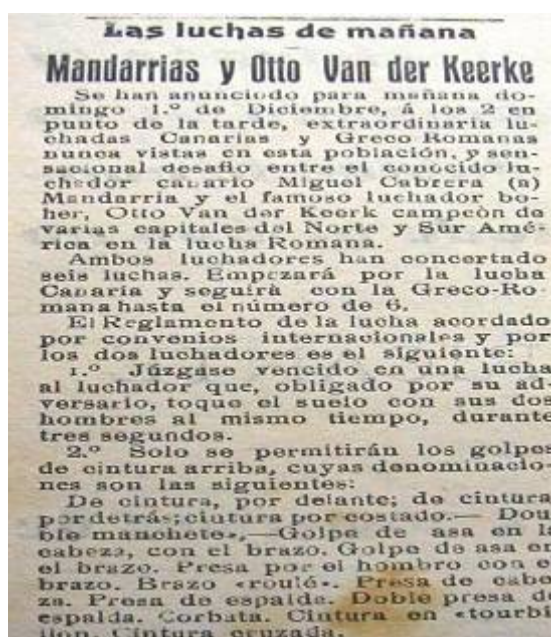 Las luchas de mañana
Mandarrias y Otto Van der Keerke
Se han anunciodo para mañana do-
mingo 1.º de Diciembre, á los 2 en
punto de la tarde, extraordinaria lu-
chadas Canarias y Greco-Romanas
nunca vistas en esta población, y sen-
sacional desafio entre el conócido lu-
chedor canario Miguel Cabrera (a)
Mandarria y el famoso luchador bo-
her, Otto Van der Keerk campeòn de
varias capitales del Norte y Sur Amé-
rica en la lucha Romana.
Ambos luchadores han concertado
seis luchas. Empezará por la lucha
Canaria y seguirá con la Greco-Ro-
mana hasta el número de 6.
El Reglamento de la lucha acordado
por convenios internacionales y por
los dos luchadores es el siguiente:
1.º Júzgase vencido en una lucha
al luchador que, obligado por su ad
versario, toque el suelo con sus dos
hombres al mismo tiempo, durante
tres segundos.
2.º Solo se permitirán los golpes
de cintura arriba, cuyas denominacio-
nes son las siguientes:
De cintura, por delante; de cintura
por detrás; cintura por costado.— Dou
ble manchete»,—Golpe de asa en la
cabeza, con el brazo. Golpe de asa en
el brazo. Presa por el hombro con e
brazo. Brazo «roulé». Presa de cabe
za. Presa de espalda. Doble presa de
espalda. Corbata. Cintura en «tourbi
llon. Cintura cruzada.